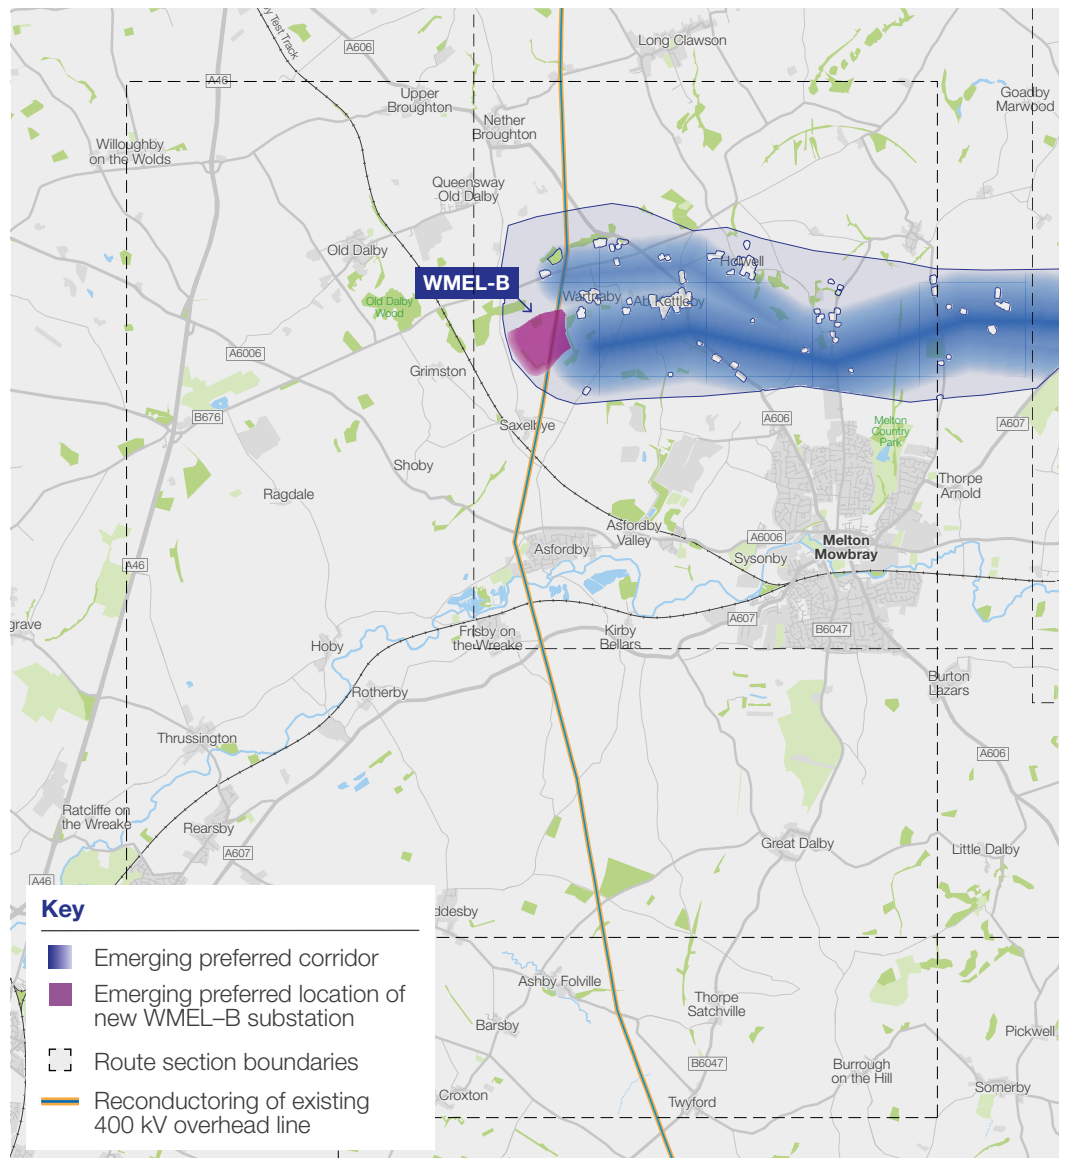 y Test Track
A606
Long Clawson
A46
Upper
Broughton
Goadby
Marwood
Nether
Broughton
Willoughby
on the Wolds
Queensway
Old Dalby
Old Dalby
Holwell
WMEL-B
Wartnaby
Ab Kettleby
Old Dalby
Wood
A6006
Grimston
B676
A606
Melton
Country
Park
A607
Saxelbye
Shoby
Ragdale
Thorpe
Arnold
Asfordby
Valley
A6006
Melton
Mowbray
Asfordby
Sysonby
A46
grave
A607
B6047
Frisby on
the Wreake
Kirby
Bellars
Hoby
Burton
Lazars
Rotherby
Thrussington
A606
Ratcliffe on
the Wreake
Rearsby
A607
Great Dalby
Little Dalby
A46
ddesby
Ashby Folville
Thorpe
Satchville
Barsby
Pickwell
B6047
Burrough
on the Hill
Somerby
Croxton
Twyford
Key
Emerging preferred corridor
Emerging preferred location of
new WMEL–B substation
Route section boundaries
Reconductoring of existing
400 kV overhead line